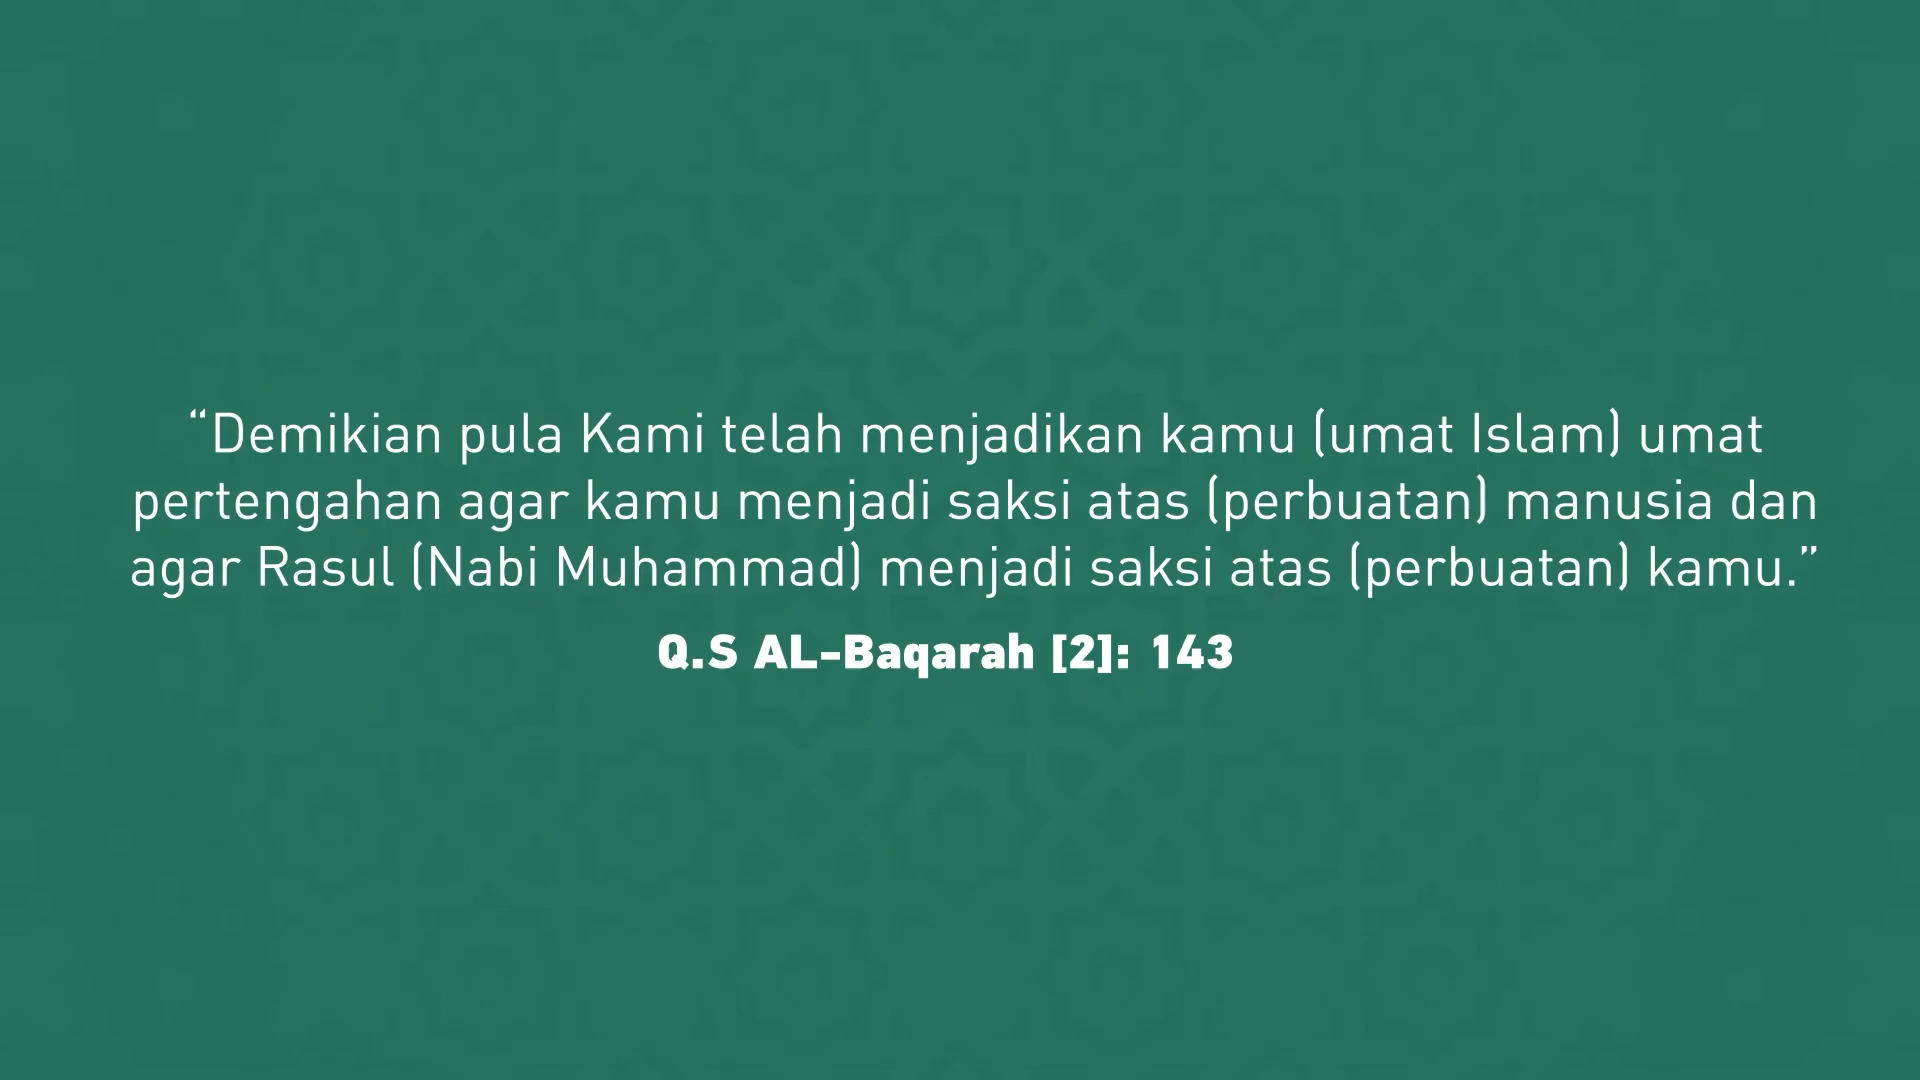 “Demikian pula Kami telah menjadikan kamu (umat Islam) umat
pertengahan agar kamu menjadi saksi atas (perbuatan) manusia dan
agar Rasul (Nabi Muhammad) menjadi saksi atas (perbuatan) kamu.”
Q.S AL-Baqarah [2]: 143